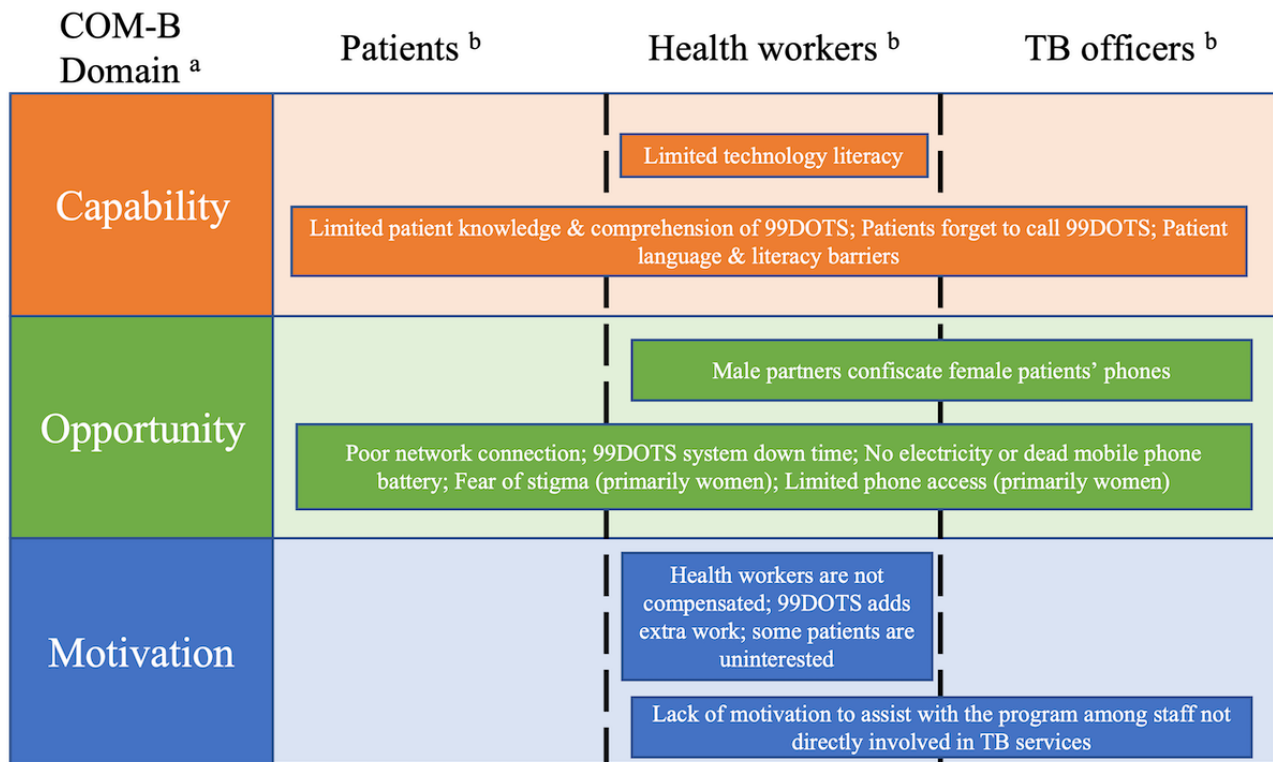 COM-B
Domain a
Patients b
Health workers b
TB officers b
Capability
Limited technology literacy
Limited patient knowledge & comprehension of 99DOTS; Patients forget to call 99DOTS; Patient
language & literacy barriers
Opportunity
Male partners confiscate female patients’ phones
Poor network connection; 99DOTS system down time; No electricity or dead mobile phone
battery; Fear of stigma (primarily women); Limited phone access (primarily women)
Motivation
Health workers are not
compensated; 99DOTS adds
extra work; some patients are
uninterested
Lack of motivation to assist with the program among staff not
directly involved in TB services